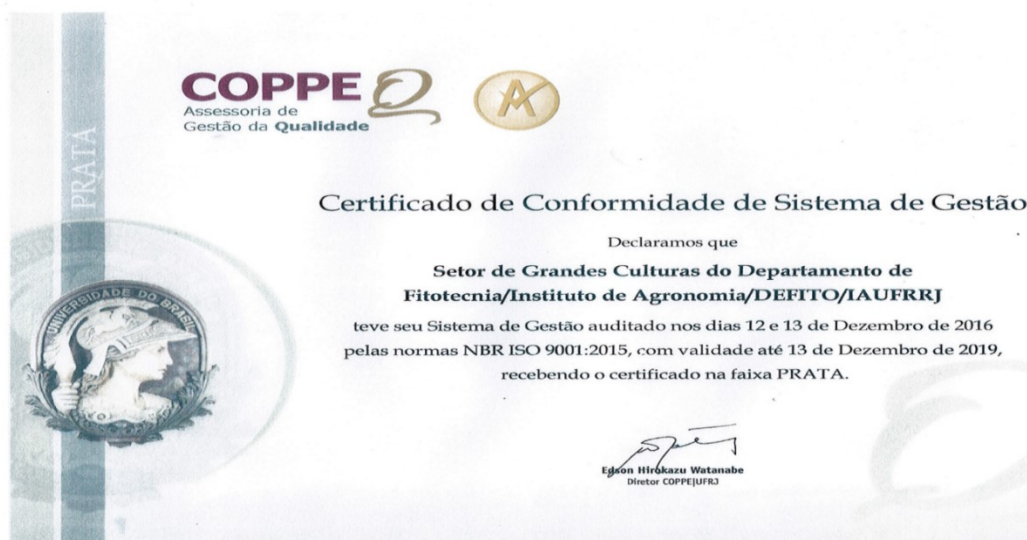 PRATA
COPPE
Assessoria de
Gestão da Qualidade
Certificado de Conformidade de Sistema de Gestão
Declaramos que
Setor de Grandes Culturas do Departamento de
Fitotecnia/Instituto de Agronomia/DEFITO/IAUFRRJ
teve seu Sistema de Gestão auditado nos dias 12 e 13 de Dezembro de 2016
pelas normas NBR ISO 9001:2015, com validade até 13 de Dezembro de 2019,
recebendo o certificado na faixa PRATA.
UNIVERSIDADE DO BRASIL
Edson Hirokazu Watanabe
Diretor COPPE|UFRJ